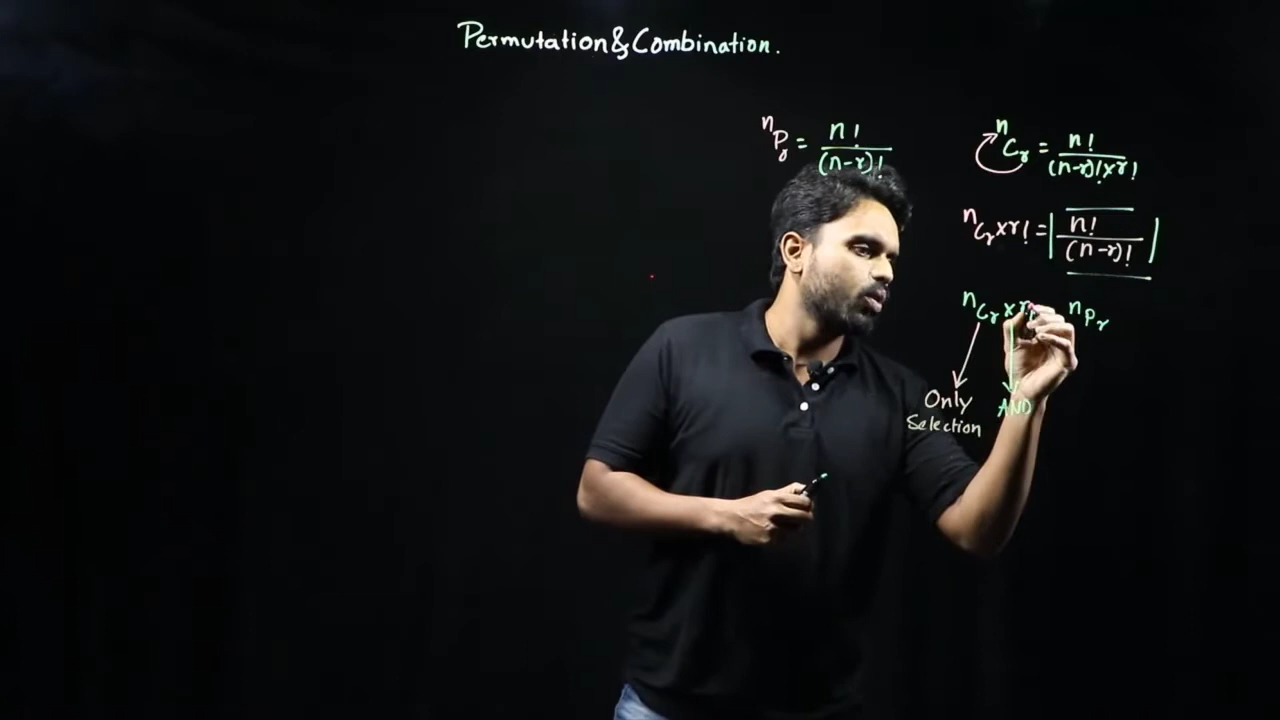 Permutation & Combination.
nPr = n! / (n-r)!
nCr = n! / (n-r)! x r!
nCr x r! = | n! / (n-r)! |
nCr x r nPr
Only AND
Selection